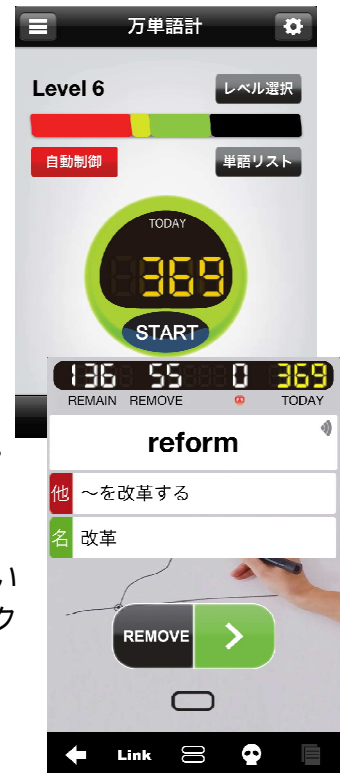 万単語計
Level 6
レベル選択
自動制御
単語リスト
TODAY
369
START
136 55 0 369
REMAIN REMOVE TODAY
reform
他 ～を改革する
名 改革
い
ク
REMOVE
Link